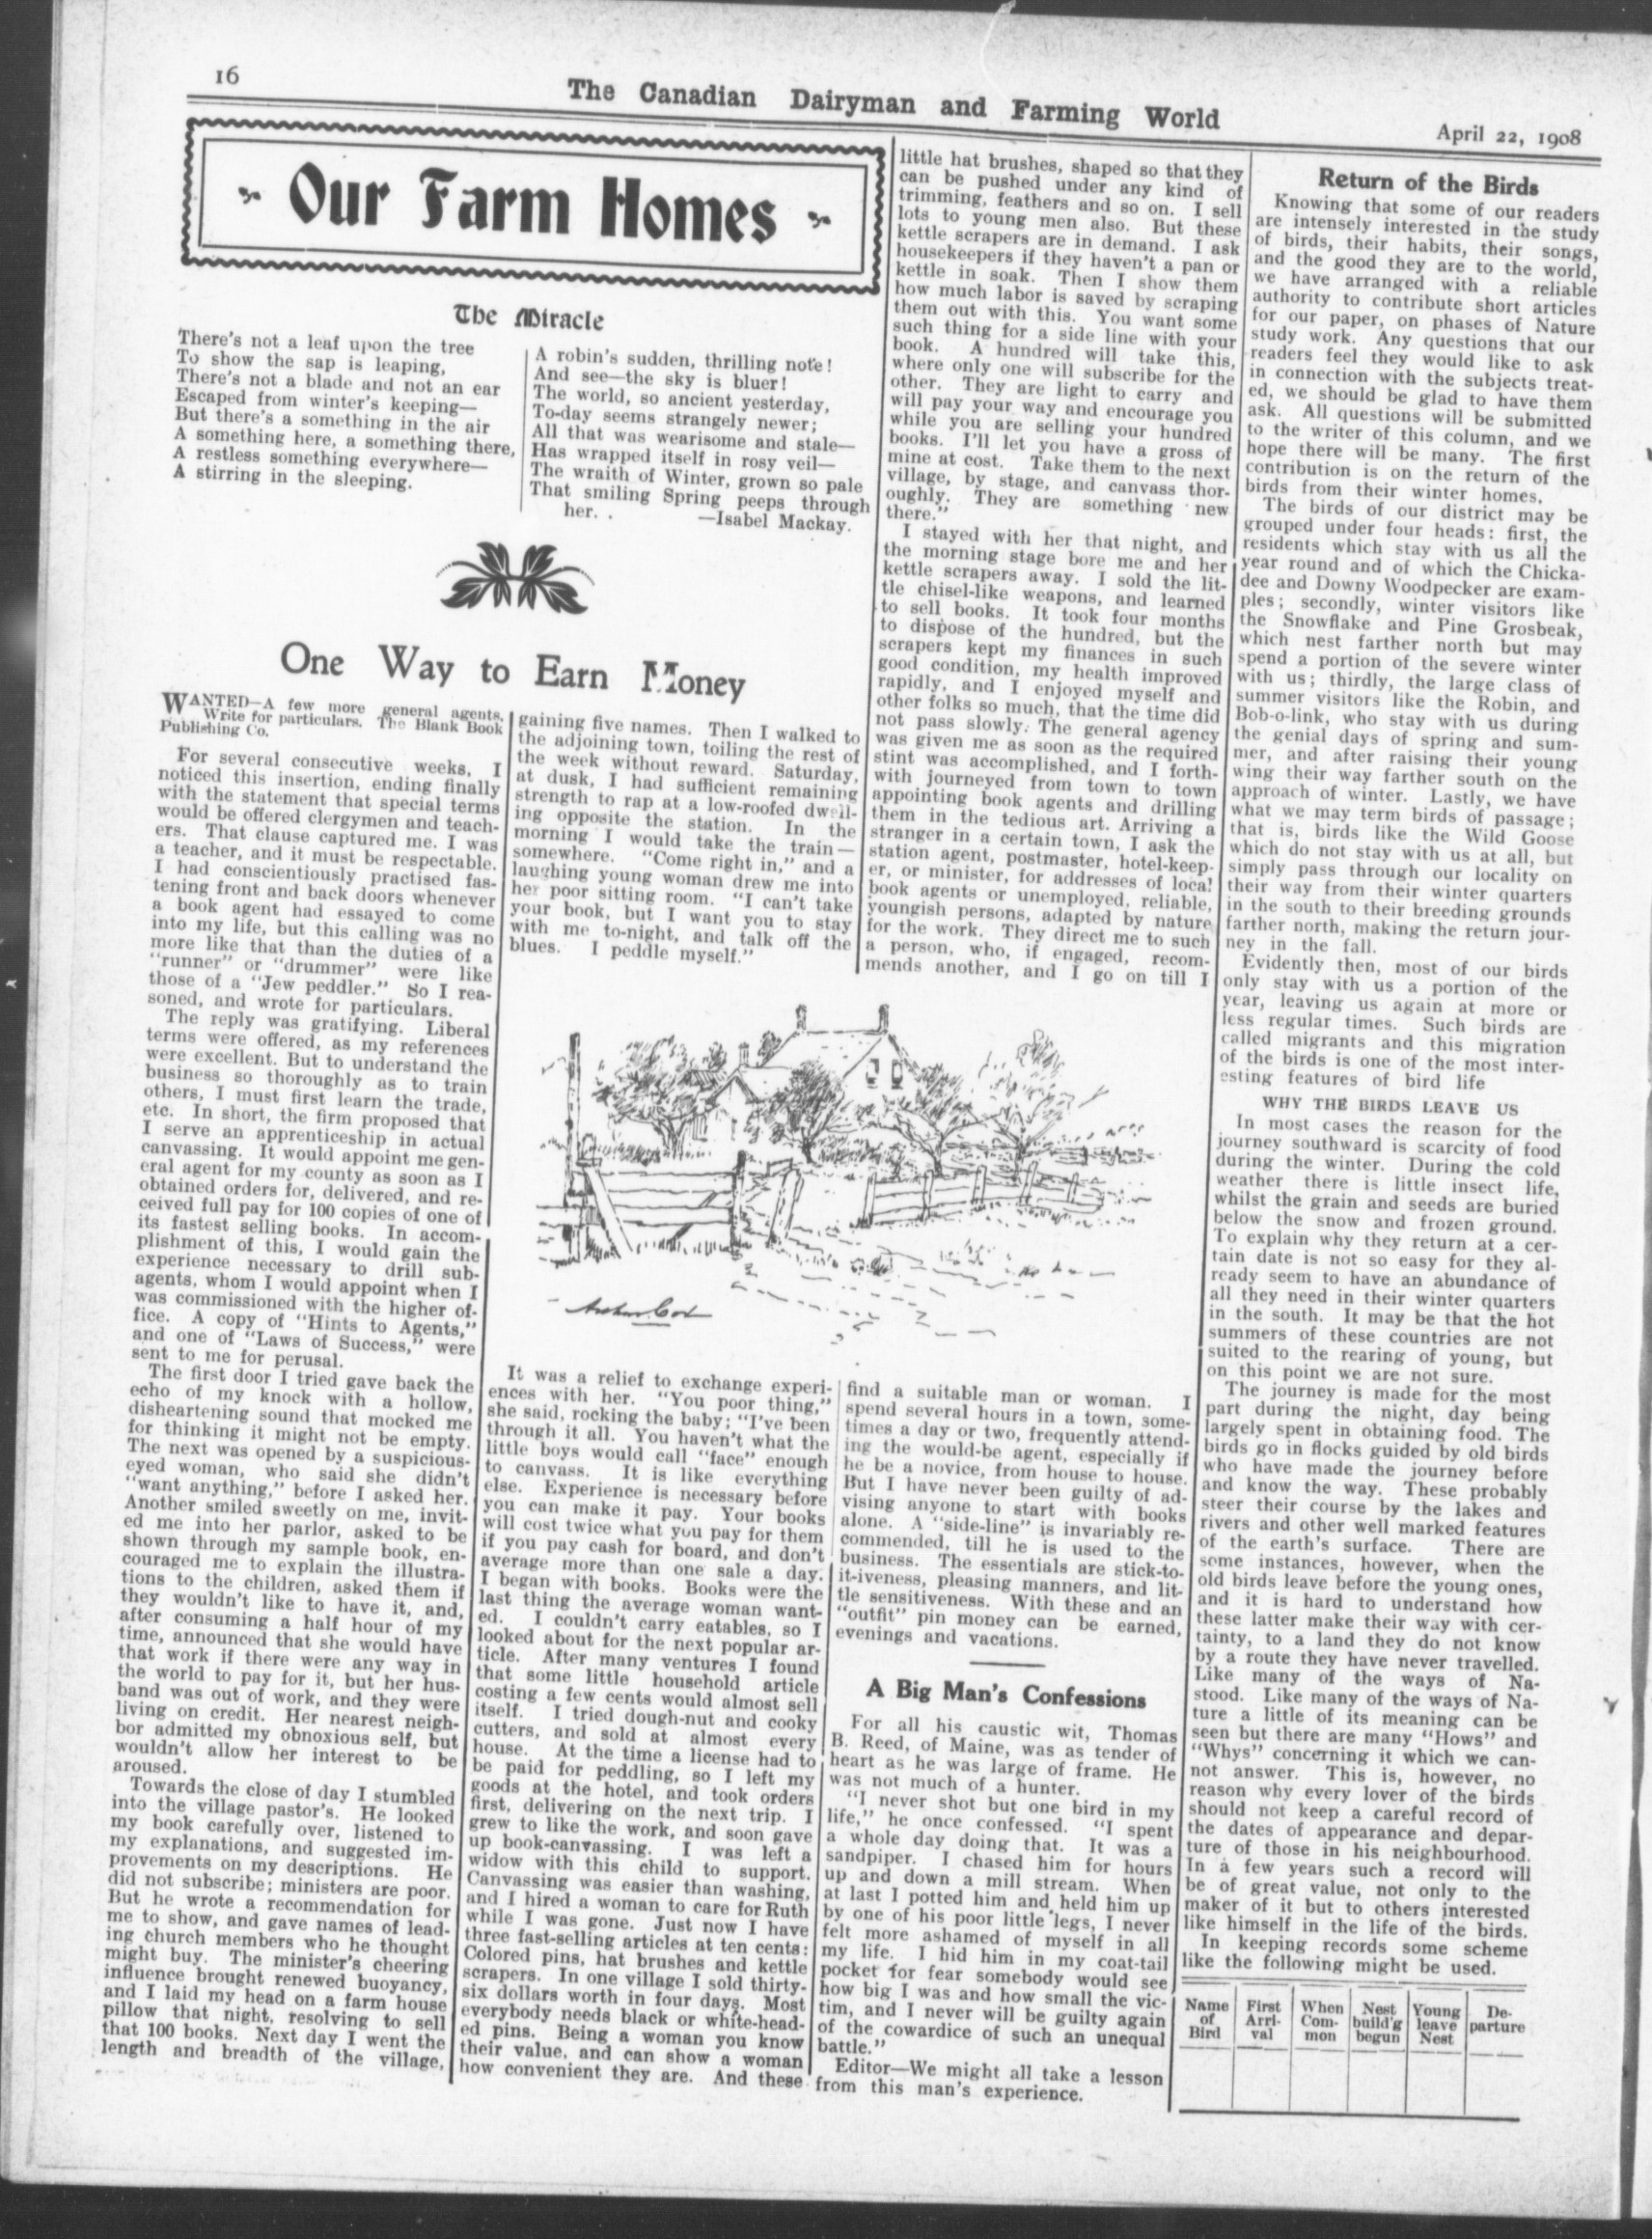 16
The Canadian Dairyman and Farming World
April 22, 1908
Our Farm Homes
The Miracle
There's not a leaf upon the tree
To show the sap is leaping,
There's not a blade and not an ear
Escaped from winter's keeping—
But there's a something in the air
A something here, a something there,
A restless something everywhere—
A stirring in the sleeping.
A robin's sudden, thrilling note!
And see—the sky is bluer!
The world, so ancient yesterday,
To-day seems strangely newer;
All that was wearisome and stale—
Has wrapped itself in rosy veil—
The wraith of Winter, grown so pale
That smiling Spring peeps through
her. . —Isabel Mackay.
One Way to Earn Money
WANTED—A few more general agents.
Write for particulars. The Blank Book
Publishing Co.
For several consecutive weeks, I
noticed this insertion, ending finally
with the statement that special terms
would be offered clergymen and teach-
ers. That clause captured me. I was
a teacher, and it must be respectable.
I had conscientiously practised fas-
tening front and back doors whenever
a book agent had essayed to come
into my life, but this calling was no
more like that than the duties of a
"runner" or "drummer" were like
those of a "Jew peddler." So I rea-
soned, and wrote for particulars.
The reply was gratifying. Liberal
terms were offered, as my references
were excellent. But to understand the
business so thoroughly as to train
others, I must first learn the trade,
etc. In short, the firm proposed that
I serve an apprenticeship in actual
canvassing. It would appoint me gen-
eral agent for my county as soon as I
obtained orders for, delivered, and re-
ceived full pay for 100 copies of one of
its fastest selling books. In accom-
plishment of this, I would gain the
experience necessary to drill sub-
agents, whom I would appoint when I
was commissioned with the higher of-
fice. A copy of "Hints to Agents,"
and one of "Laws of Success," were
sent to me for perusal.
The first door I tried gave back the
echo of my knock with a hollow,
disheartening sound that mocked me
for thinking it might not be empty.
The next was opened by a suspicious-
eyed woman, who said she didn't
"want anything," before I asked her.
Another smiled sweetly on me, invit-
ed me into her parlor, asked to be
shown through my sample book, en-
couraged me to explain the illustra-
tions to the children, asked them if
they wouldn't like to have it, and,
after consuming a half hour of my
time, announced that she would have
that work if there were any way in
the world to pay for it, but her hus-
band was out of work, and they were
living on credit. Her nearest neigh-
bor admitted my obnoxious self, but
wouldn't allow her interest to be
aroused.
Towards the close of day I stumbled
into the village pastor's. He looked
my book carefully over, listened to
my explanations, and suggested im-
provements on my descriptions. He
did not subscribe; ministers are poor.
But he wrote a recommendation for
me to show, and gave names of lead-
ing church members who he thought
might buy. The minister's cheering
influence brought renewed buoyancy,
and I laid my head on a farm house
pillow that night, resolving to sell
that 100 books. Next day I went the
length and breadth of the village,
gaining five names. Then I walked to
the adjoining town, toiling the rest of
the week without reward. Saturday,
at dusk, I had sufficient remaining
strength to rap at a low-roofed dwell-
ing opposite the station. In the
morning I would take the train—
somewhere. "Come right in," and a
laughing young woman drew me into
her poor sitting room. "I can't take
your book, but I want you to stay
with me to-night, and talk off the
blues. I peddle myself."
It was a relief to exchange experi-
ences with her. "You poor thing,"
she said, rocking the baby; "I've been
through it all. You haven't what the
little boys would call "face" enough
to canvass. It is like everything
else. Experience is necessary before
you can make it pay. Your books
will cost twice what you pay for them
if you pay cash for board, and don't
average more than one sale a day.
I began with books. Books were the
last thing the average woman want-
ed. I couldn't carry eatables, so I
looked about for the next popular ar-
ticle. After many ventures I found
that some little household article
costing a few cents would almost sell
itself. I tried dough-nut and cooky
cutters, and sold at almost every
house. At the time a license had to
be paid for peddling, so I left my
goods at the hotel, and took orders
first, delivering on the next trip. I
grew to like the work, and soon gave
up book-canvassing. I was left a
widow with this child to support.
Canvassing was easier than washing,
and I hired a woman to care for Ruth
while I was gone. Just now I have
three fast-selling articles at ten cents:
Colored pins, hat brushes and kettle
scrapers. In one village I sold thirty-
six dollars worth in four days. Most
everybody needs black or white-head-
ed pins. Being a woman you know
their value, and can show a woman
how convenient they are. And these
little hat brushes, shaped so that they
can be pushed under any kind of
trimming, feathers and so on. I sell
lots to young men also. But these
kettle scrapers are in demand. I ask
housekeepers if they haven't a pan or
kettle in soak. Then I show them
how much labor is saved by scraping
them out with this. You want some
such thing for a side line with your
book. A hundred will take this,
where only one will subscribe for the
other. They are light to carry and
will pay your way and encourage you
while you are selling your hundred
books. I'll let you have a gross of
mine at cost. Take them to the next
village, by stage, and canvass thor-
oughly. They are something new
there."
I stayed with her that night, and
the morning stage bore me and her
kettle scrapers away. I sold the lit-
tle chisel-like weapons, and learned
to sell books. It took four months
to dispose of the hundred, but the
scrapers kept my finances in such
good condition, my health improved
rapidly, and I enjoyed myself and
other folks so much, that the time did
not pass slowly. The general agency
was given me as soon as the required
stint was accomplished, and I forth-
with journeyed from town to town
appointing book agents and drilling
them in the tedious art. Arriving a
stranger in a certain town, I ask the
station agent, postmaster, hotel-keep-
er, or minister, for addresses of local
book agents or unemployed, reliable,
youngish persons, adapted by nature
for the work. They direct me to such
a person, who, if engaged, recom-
mends another, and I go on till I
find a suitable man or woman. I
spend several hours in a town, some-
times a day or two, frequently attend-
ing the would-be agent, especially if
he be a novice, from house to house.
But I have never been guilty of ad-
vising anyone to start with books
alone. A "side-line" is invariably re-
commended, till he is used to the
business. The essentials are stick-to-
it-iveness, pleasing manners, and lit-
tle sensitiveness. With these and an
"outfit" pin money can be earned,
evenings and vacations.
A Big Man's Confessions
For all his caustic wit, Thomas
B. Reed, of Maine, was as tender of
heart as he was large of frame. He
was not much of a hunter.
"I never shot but one bird in my
life," he once confessed. "I spent
a whole day doing that. It was a
sandpiper. I chased him for hours
up and down a mill stream. When
at last I potted him and held him up
by one of his poor little legs, I never
felt more ashamed of myself in all
my life. I hid him in my coat-tail
pocket for fear somebody would see
how big I was and how small the vic-
tim, and I never will be guilty again
of the cowardice of such an unequal
battle."
Editor—We might all take a lesson
from this man's experience.
Return of the Birds
Knowing that some of our readers
are intensely interested in the study
of birds, their habits, their songs,
and the good they are to the world,
we have arranged with a reliable
authority to contribute short articles
for our paper, on phases of Nature
study work. Any questions that our
readers feel they would like to ask
in connection with the subjects treat-
ed, we should be glad to have them
ask. All questions will be submitted
to the writer of this column, and we
hope there will be many. The first
contribution is on the return of the
birds from their winter homes.
The birds of our district may be
grouped under four heads: first, the
residents which stay with us all the
year round and of which the Chicka-
dee and Downy Woodpecker are exam-
ples; secondly, winter visitors like
the Snowflake and Pine Grosbeak,
which nest farther north but may
spend a portion of the severe winter
with us; thirdly, the large class of
summer visitors like the Robin, and
Bob-o-link, who stay with us during
the genial days of spring and sum-
mer, and after raising their young
wing their way farther south on the
approach of winter. Lastly, we have
what we may term birds of passage;
that is, birds like the Wild Goose
which do not stay with us at all, but
simply pass through our locality on
their way from their winter quarters
in the south to their breeding grounds
farther north, making the return jour-
ney in the fall.
Evidently then, most of our birds
only stay with us a portion of the
year, leaving us again at more or
less regular times. Such birds are
called migrants and this migration
of the birds is one of the most inter-
esting features of bird life
WHY THE BIRDS LEAVE US
In most cases the reason for the
journey southward is scarcity of food
during the winter. During the cold
weather there is little insect life,
whilst the grain and seeds are buried
below the snow and frozen ground.
To explain why they return at a cer-
tain date is not so easy for they al-
ready seem to have an abundance of
all they need in their winter quarters
in the south. It may be that the hot
summers of these countries are not
suited to the rearing of young, but
on this point we are not sure.
The journey is made for the most
part during the night, day being
largely spent in obtaining food. The
birds go in flocks guided by old birds
who have made the journey before
and know the way. These probably
steer their course by the lakes and
rivers and other well marked features
of the earth's surface. There are
some instances, however, when the
old birds leave before the young ones,
and it is hard to understand how
these latter make their way with cer-
tainty, to a land they do not know
by a route they have never travelled.
Like many of the ways of Na-
stood. Like many of the ways of Na-
ture a little of its meaning can be
seen but there are many "Hows" and
"Whys" concerning it which we can-
not answer. This is, however, no
reason why every lover of the birds
should not keep a careful record of
the dates of appearance and depar-
ture of those in his neighbourhood.
In a few years such a record will
be of great value, not only to the
maker of it but to others interested
like himself in the life of the birds.
In keeping records some scheme
like the following might be used.
Name of Bird | First Arri-val | When Com-mon | Nest build'g begun | Young leave Nest | De-parture